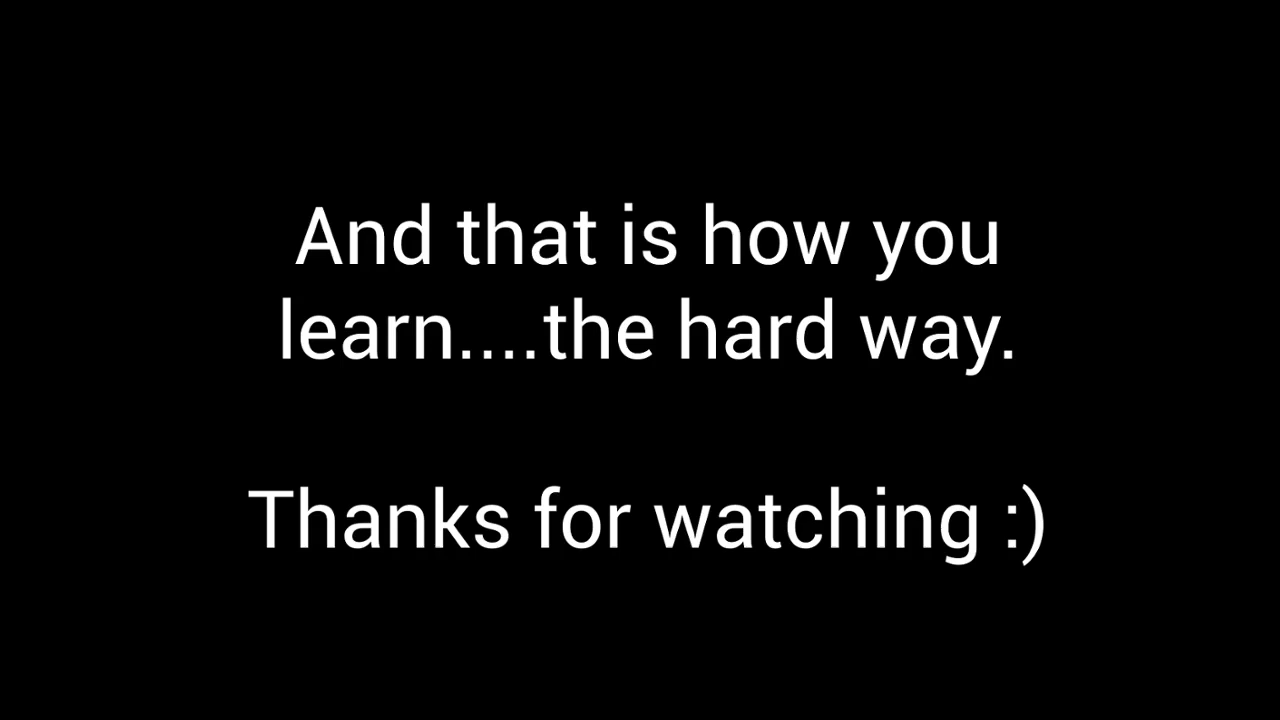 And that is how you
learn....the hard way.
Thanks for watching :)